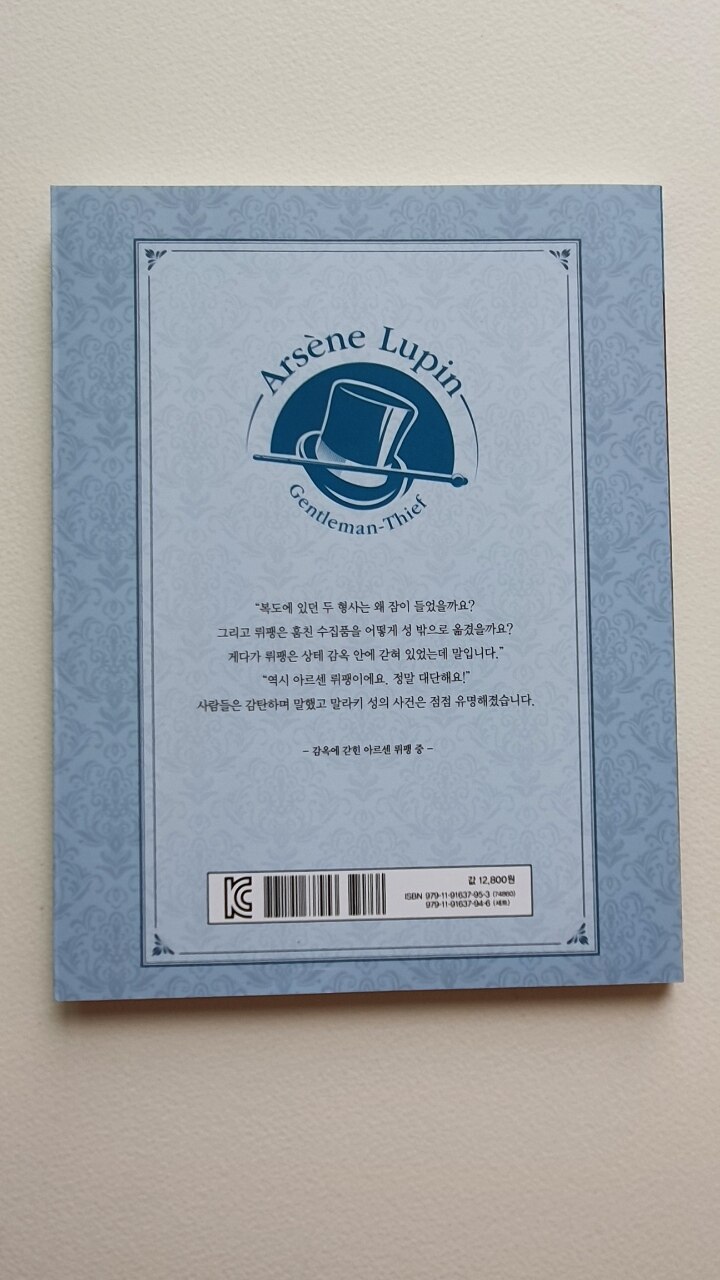 Arsène Lupin
Gentleman-Thief
“복도에 있던 두 형사는 왜 잠이 들었을까요?
그리고 뤼팽은 훔친 수집품을 어떻게 성 밖으로 옮겼을까요?
게다가 뤼팽은 상테 감옥 안에 갇혀 있었는데 말입니다.”
“역시 아르센 뤼팽이에요. 정말 대단해요!”
사람들은 감탄하며 말했고 말라키 성의 사건은 점점 유명해졌습니다.
– 감옥에 갇힌 아르센 뤼팽 중 –
값 12,800원
ISBN 979-11-91637-95-3 (74860)
979-11-91637-94-6 (세트)